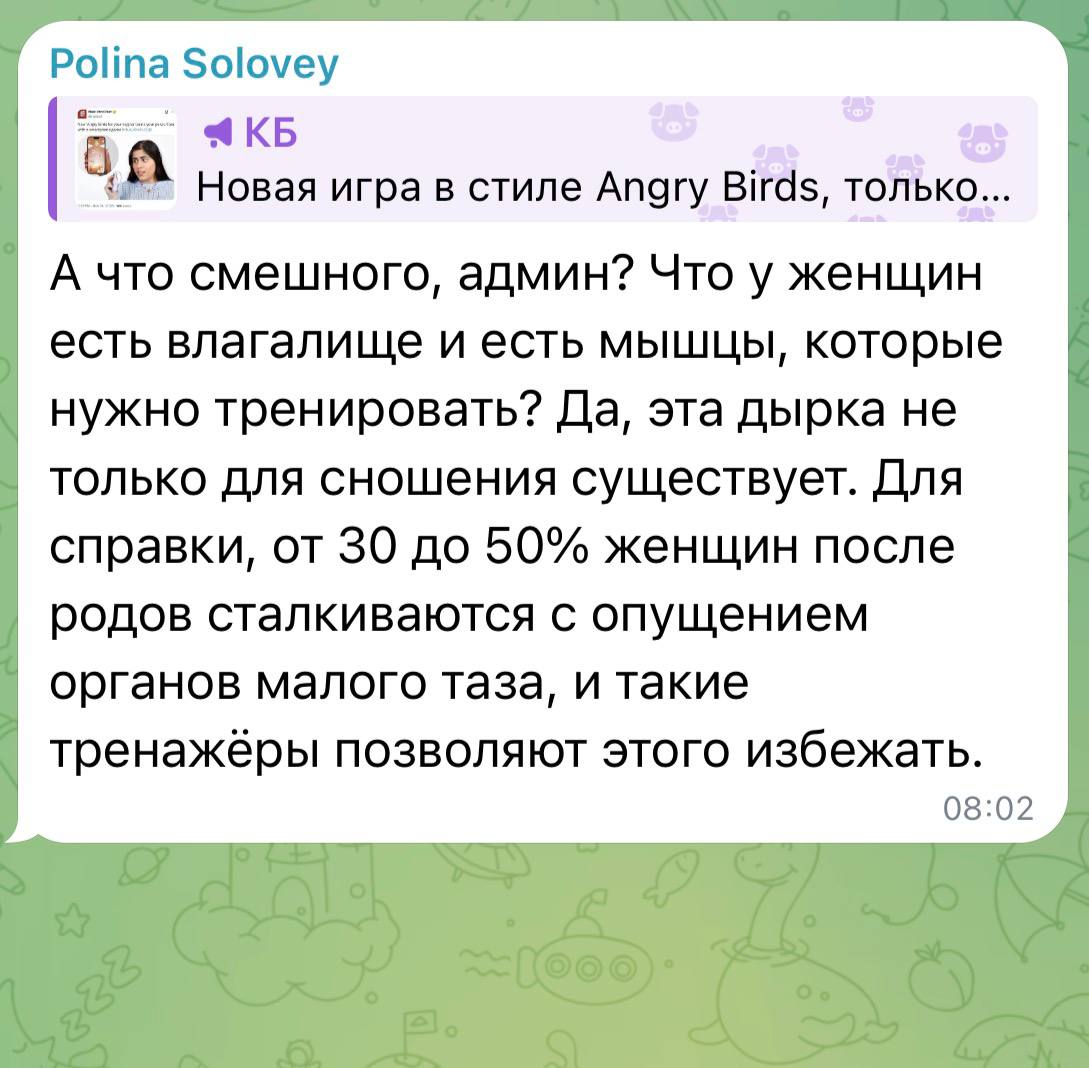 Polina Solovey
КБ
Новая игра в стиле Angry Birds, только...
А что смешного, админ? Что у женщин
есть влагалище и есть мышцы, которые
нужно тренировать? Да, эта дырка не
только для сношения существует. Для
справки, от 30 до 50% женщин после
родов сталкиваются с опущением
органов малого таза, и такие
тренажёры позволяют этого избежать.
08:02